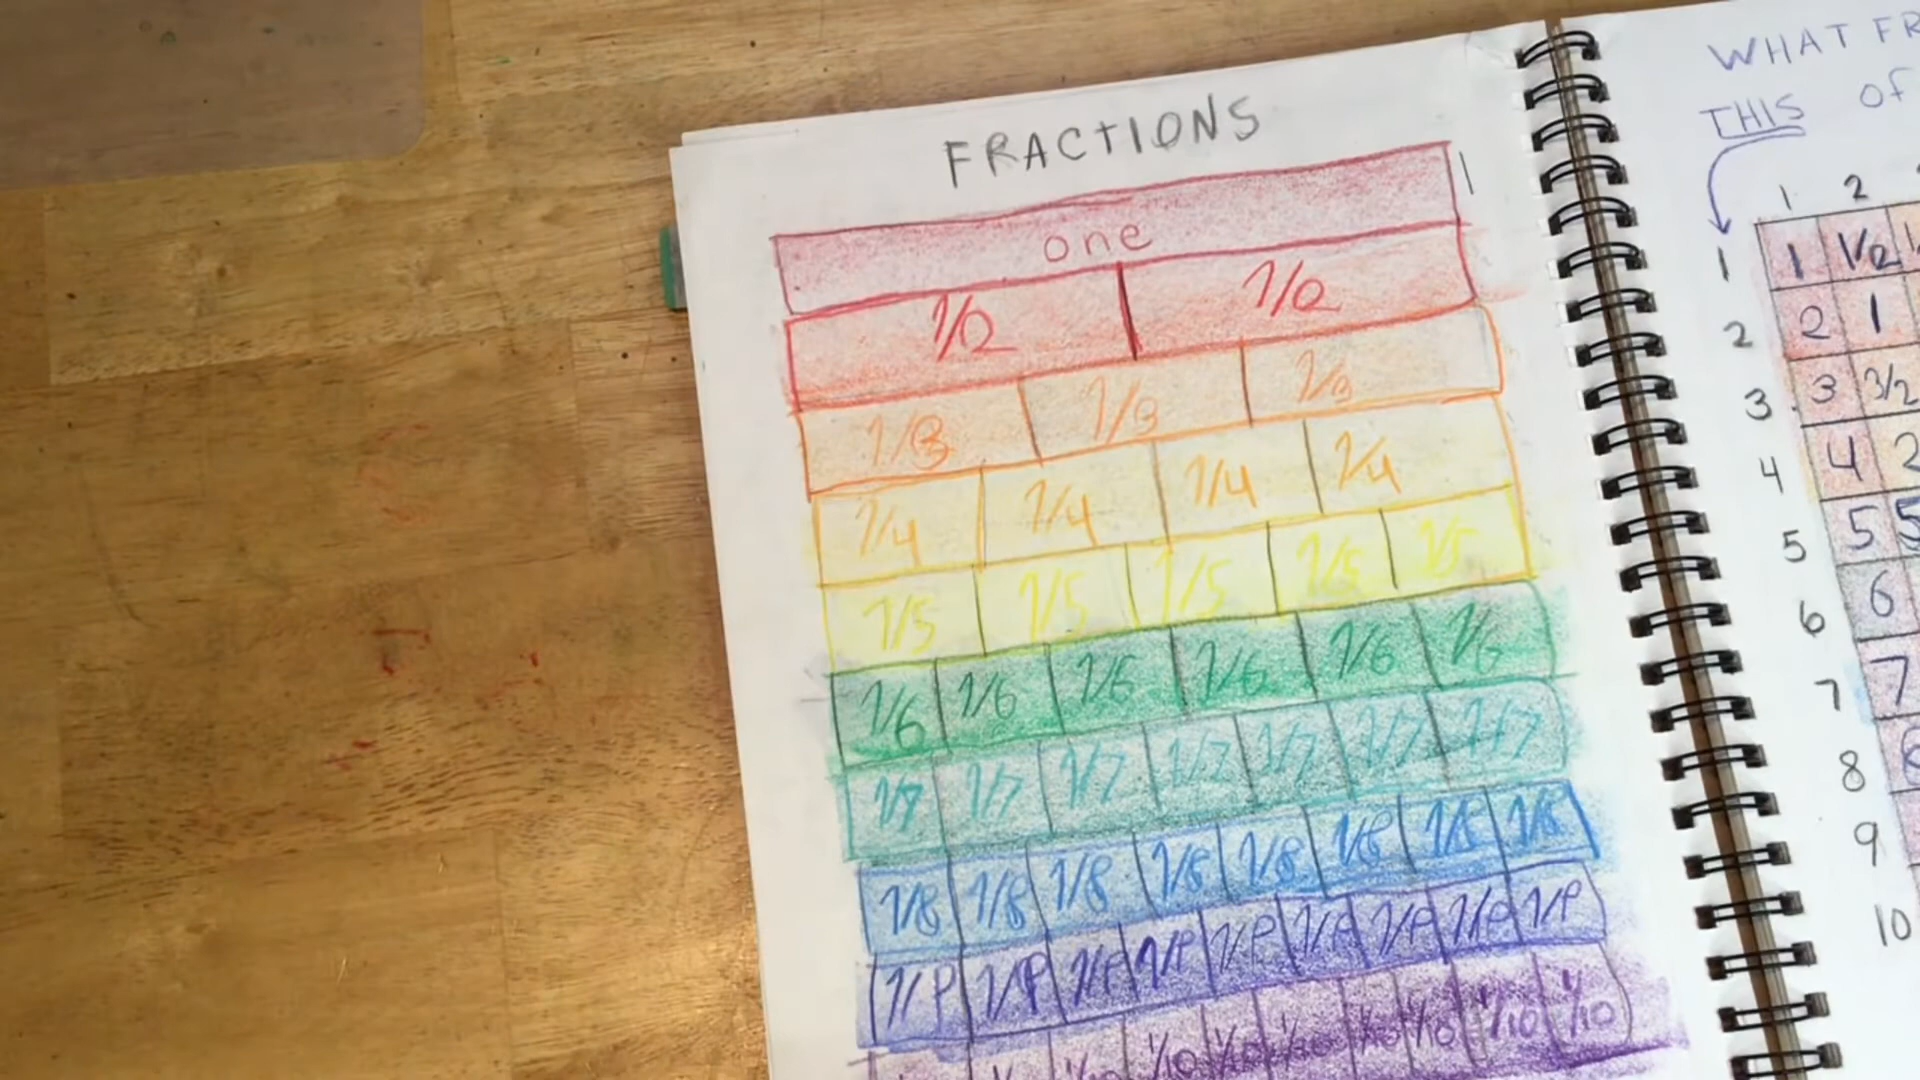 FRACTIONS
one 1
1/2 1/2
1/3 1/3 1/3
1/4 1/4 1/4 1/4
1/5 1/5 1/5 1/5 1/5
1/6 1/6 1/6 1/6 1/6 1/6
1/7 1/7 1/7 1/7 1/7 1/7 1/7
1/8 1/8 1/8 1/8 1/8 1/8 1/8 1/8
1/9 1/9 1/9 1/9 1/9 1/9 1/9 1/9 1/9
1/10 1/10 1/10 1/10 1/10 1/10 1/10
WHAT
THIS of
1 2
1 1 1/2
2 2 1
3 3 3/2
4 4 2
5 5 5
6 6
7 7
8
9
10